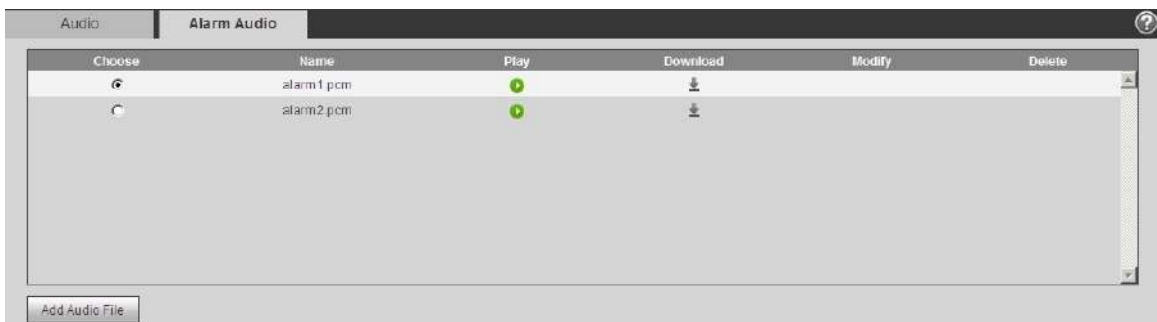 Audio Alarm Audio ?
Choose Name Play Download Modify Delete
alarm1.pcm
alarm2.pcm
Add Audio File